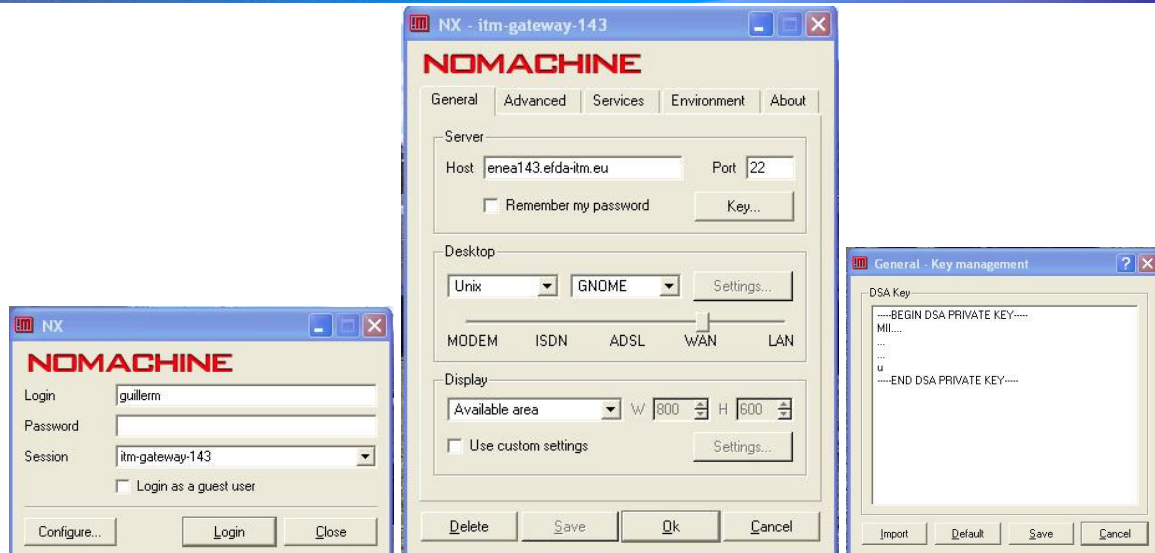 NX
NOMACHINE
Login guillerm
Password
Session itm-gateway-143
Login as a guest user
Configure... Login Close
NX - itm-gateway-143
NOMACHINE
General Advanced Services Environment About
Server
Host enea143.efda-itm.eu Port 22
Remember my password Key...
Desktop
Unix GNOME Settings...
MODEM ISDN ADSL WAN LAN
Display
Available area W 800 H 600
Use custom settings Settings...
Delete Save Ok Cancel
General - Key management
DSA Key
-----BEGIN DSA PRIVATE KEY-----
MII....
...
...
u
-----END DSA PRIVATE KEY-----
Import Default Save Cancel